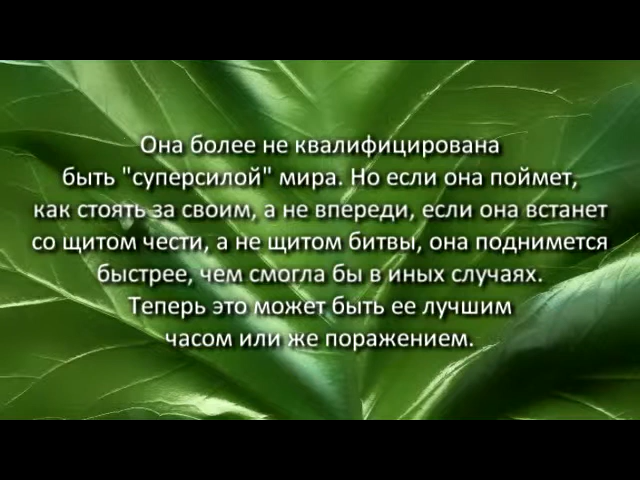 Она более не квалифицирована
быть "суперсилой" мира. Но если она поймет,
как стоять за своим, а не впереди, если она встанет
со щитом чести, а не щитом битвы, она поднимется
быстрее, чем смогла бы в иных случаях.
Теперь это может быть ее лучшим
часом или же поражением.